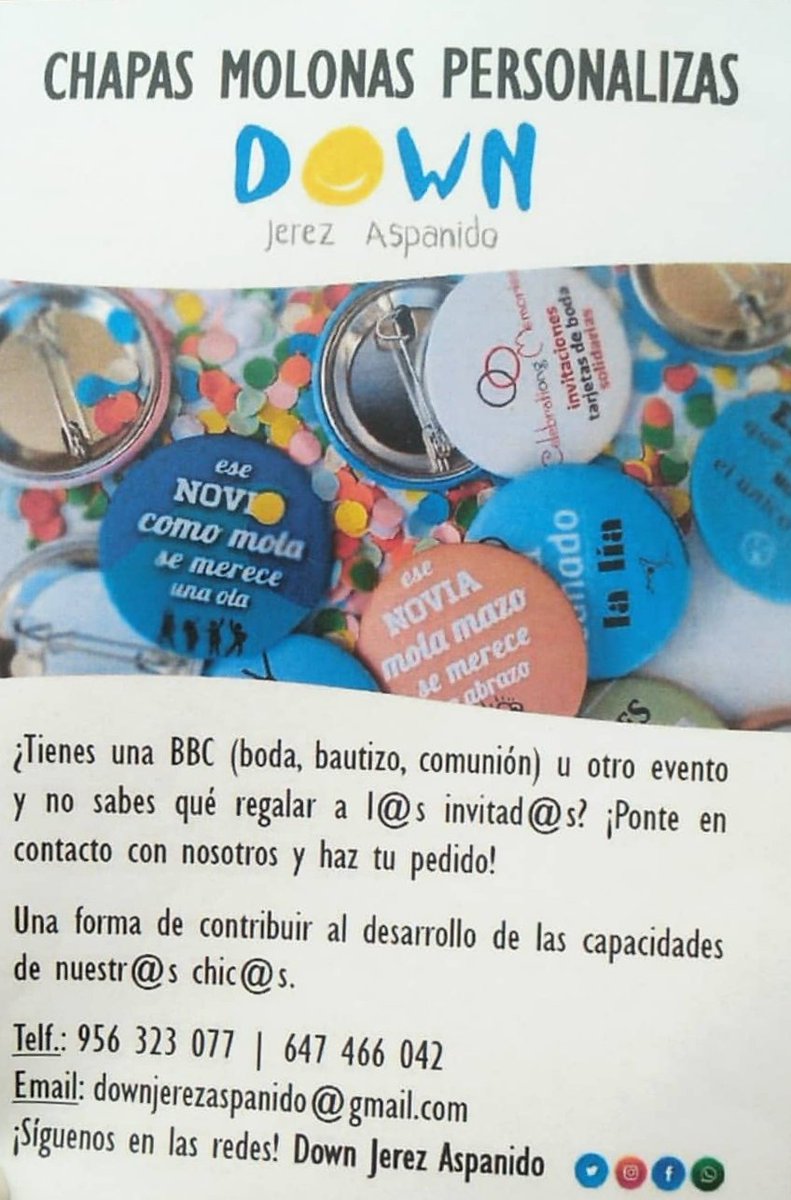 CHAPAS MOLONAS PERSONALIZAS
DOWN
Jerez Aspanido
Celebrationg
invitaciones
tarjetas de boda
solidarias
ese
NOVIO
como mola
se merece
una ola
ese
NOVIA
mola mazo
se merece
abrazo
la lía
que
el único
¿Tienes una BBC (boda, bautizo, comunión) u otro evento
y no sabes qué regalar a l@s invitad@s? ¡Ponte en
contacto con nosotros y haz tu pedido!
Una forma de contribuir al desarrollo de las capacidades
de nuestr@s chic@s.
Telf.: 956 323 077 | 647 466 042
Email: downjerezaspanido@gmail.com
¡Síguenos en las redes! Down Jerez Aspanido